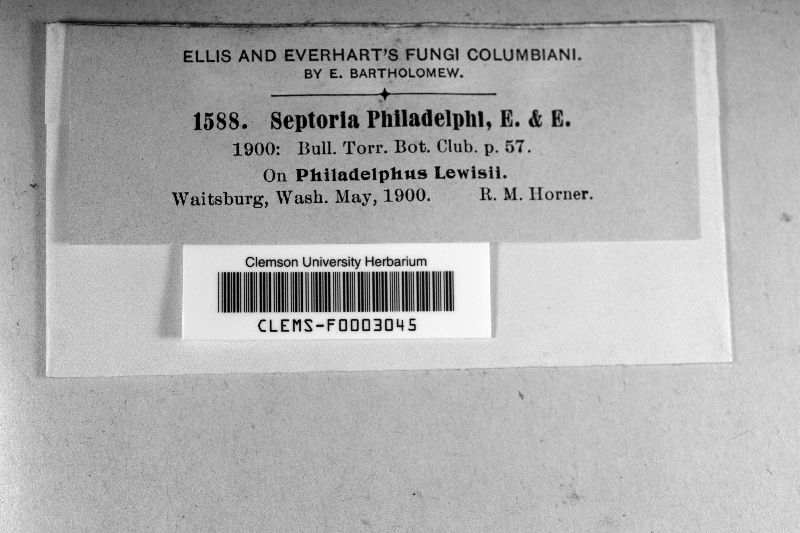 ELLIS AND EVERHART'S FUNGI COLUMBIANI.
BY E. BARTHOLOMEW.
1588. Septoria Philadelphi, E. & E.
1900: Bull. Torr. Bot. Club. p. 57.
On Philadelphus Lewisii.
Waitsburg, Wash. May, 1900. R. M. Horner.
Clemson University Herbarium
CLEMS-F0003045